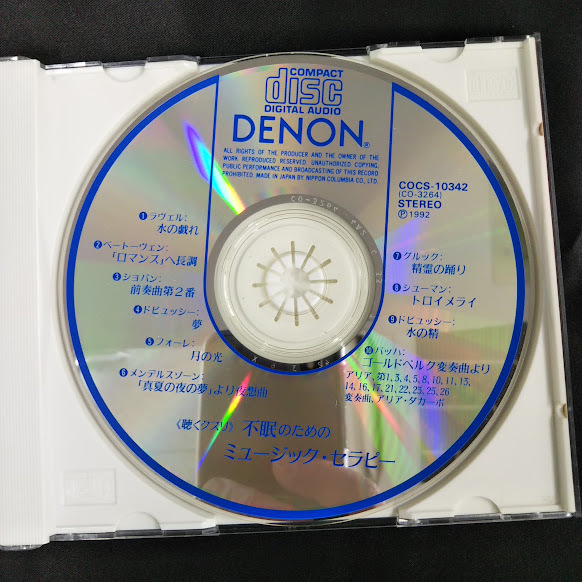 COMPACT
disc
DIGITAL AUDIO
DENON®
ALL RIGHTS OF THE PRODUCER AND THE OWNER OF THE
WORK REPRODUCED RESERVED. UNAUTHORIZED COPYING,
PUBLIC PERFORMANCE AND BROADCASTING OF THIS RECORD
PROHIBITED. MADE IN JAPAN BY NIPPON COLUMBIA CO., LTD.
COCS-10342
(CO-3264)
STEREO
Ⓟ1992
❶ラヴェル:
水の戯れ
❷ベートーヴェン:
「ロマンス」ヘ長調
❸ショパン:
前奏曲第2番
❹ドビュッシー:
夢
❺フォーレ:
月の光
❻メンデルスゾーン:
「真夏の夜の夢」より夜想曲
❼グルック:
精霊の踊り
❽シューマン:
トロイメライ
❾ドビュッシー:
水の精
❿バッハ:
ゴールドベルク変奏曲より
アリア、第1,3,4,5,8,10,11,13,
14,16,17,21,22,23,25,26
変奏曲、アリア・ダカーポ
《聴くクスリ》 不眠のための
ミュージック・セラピー